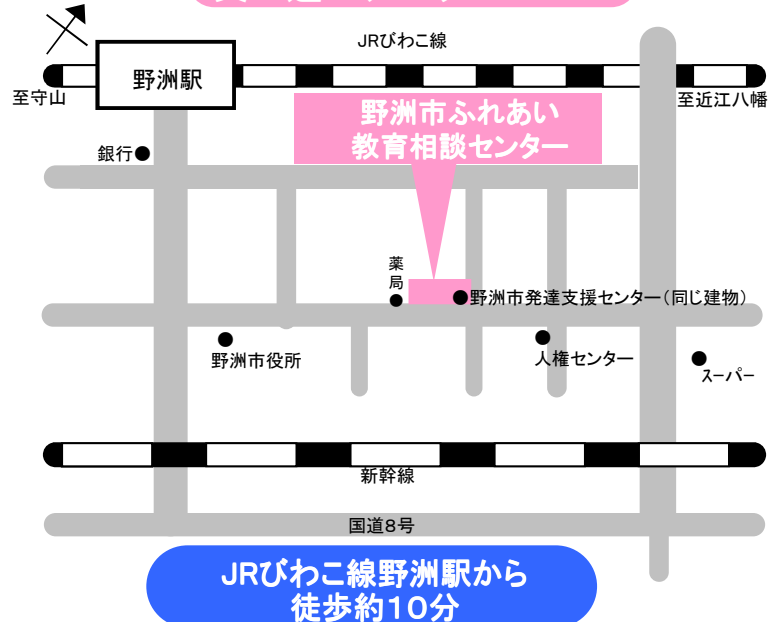 JRびわこ線
野洲駅
至守山
至近江八幡
野洲市ふれあい
教育相談センター
銀行
薬局
野洲市発達支援センター（同じ建物）
野洲市役所
人権センター
スーパー
新幹線
国道8号
JRびわこ線野洲駅から
徒歩約10分